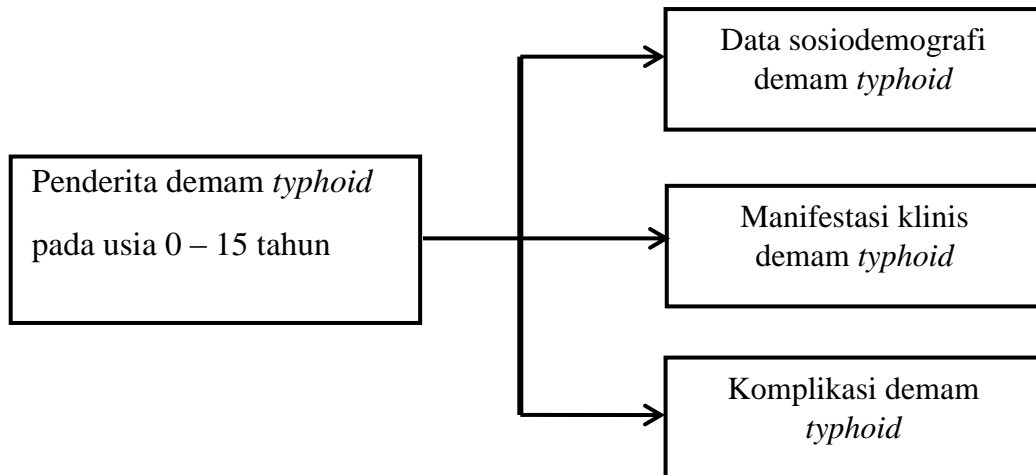 Data sosiodemografi
demam typhoid
Penderita demam typhoid
pada usia 0 – 15 tahun
Manifestasi klinis
demam typhoid
Komplikasi demam
typhoid